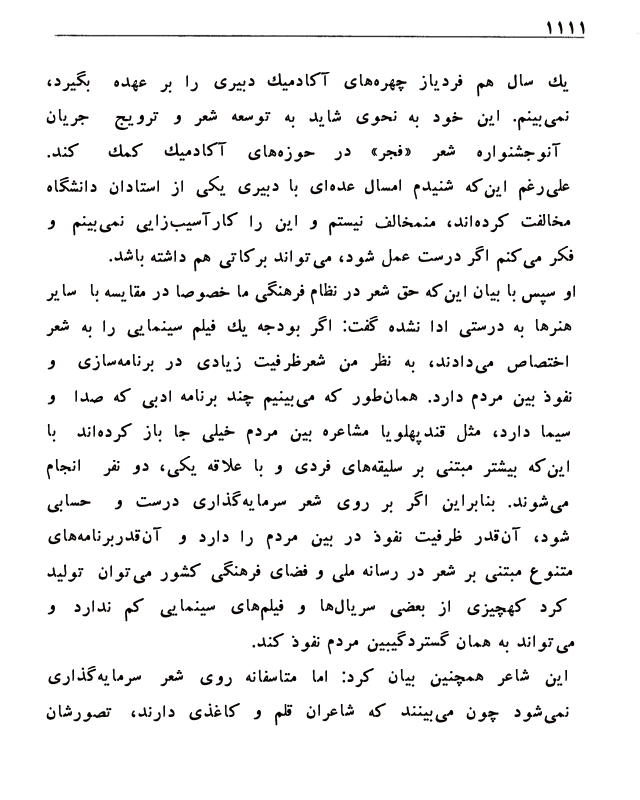 ۱۱۱۱
یك سال هم فردیاز چهره‌های آکادمیك دبیری را بر عهده بگیرد،
نمی‌بینم. این خود به نحوی شاید به توسعه شعر و ترویج جریان
آنوجشنواره شعر «فجر» در حوزه‌های آکادمیك کمك کند.
علی‌رغم این‌که شنیدم امسال عده‌ای با دبیری یکی از استادان دانشگاه
مخالفت کرده‌اند، منمخالف نیستم و این را کارآسیب‌زایی نمی‌بینم و
فکر می‌کنم اگر درست عمل شود، می‌تواند برکاتی هم داشته باشد.
او سپس با بیان این‌که حق شعر در نظام فرهنگی ما خصوصا در مقایسه با سایر
هنرها به درستی ادا نشده گفت: اگر بودجه یك فیلم سینمایی را به شعر
اختصاص می‌دادند، به نظر من شعرظرفیت زیادی در برنامه‌سازی و
نفوذ بین مردم دارد. همان‌طور که می‌بینیم چند برنامه ادبی که صدا و
سیما دارد، مثل قندپهلویا مشاعره بین مردم خیلی جا باز کرده‌اند با
این‌که بیشتر مبتنی بر سلیقه‌های فردی و با علاقه یکی، دو نفر انجام
می‌شوند. بنابراین اگر بر روی شعر سرمایه‌گذاری درست و حسابی
شود، آن‌قدر ظرفیت نفوذ در بین مردم را دارد و آن‌قدربرنامه‌های
متنوع مبتنی بر شعر در رسانه ملی و فضای فرهنگی کشور می‌توان تولید
کرد کهچیزی از بعضی سریال‌ها و فیلم‌های سینمایی کم ندارد و
می‌تواند به همان گستردگیبین مردم نفوذ کند.
این شاعر همچنین بیان کرد: اما متاسفانه روی شعر سرمایه‌گذاری
نمی‌شود چون می‌بینند که شاعران قلم و کاغذی دارند، تصورشان